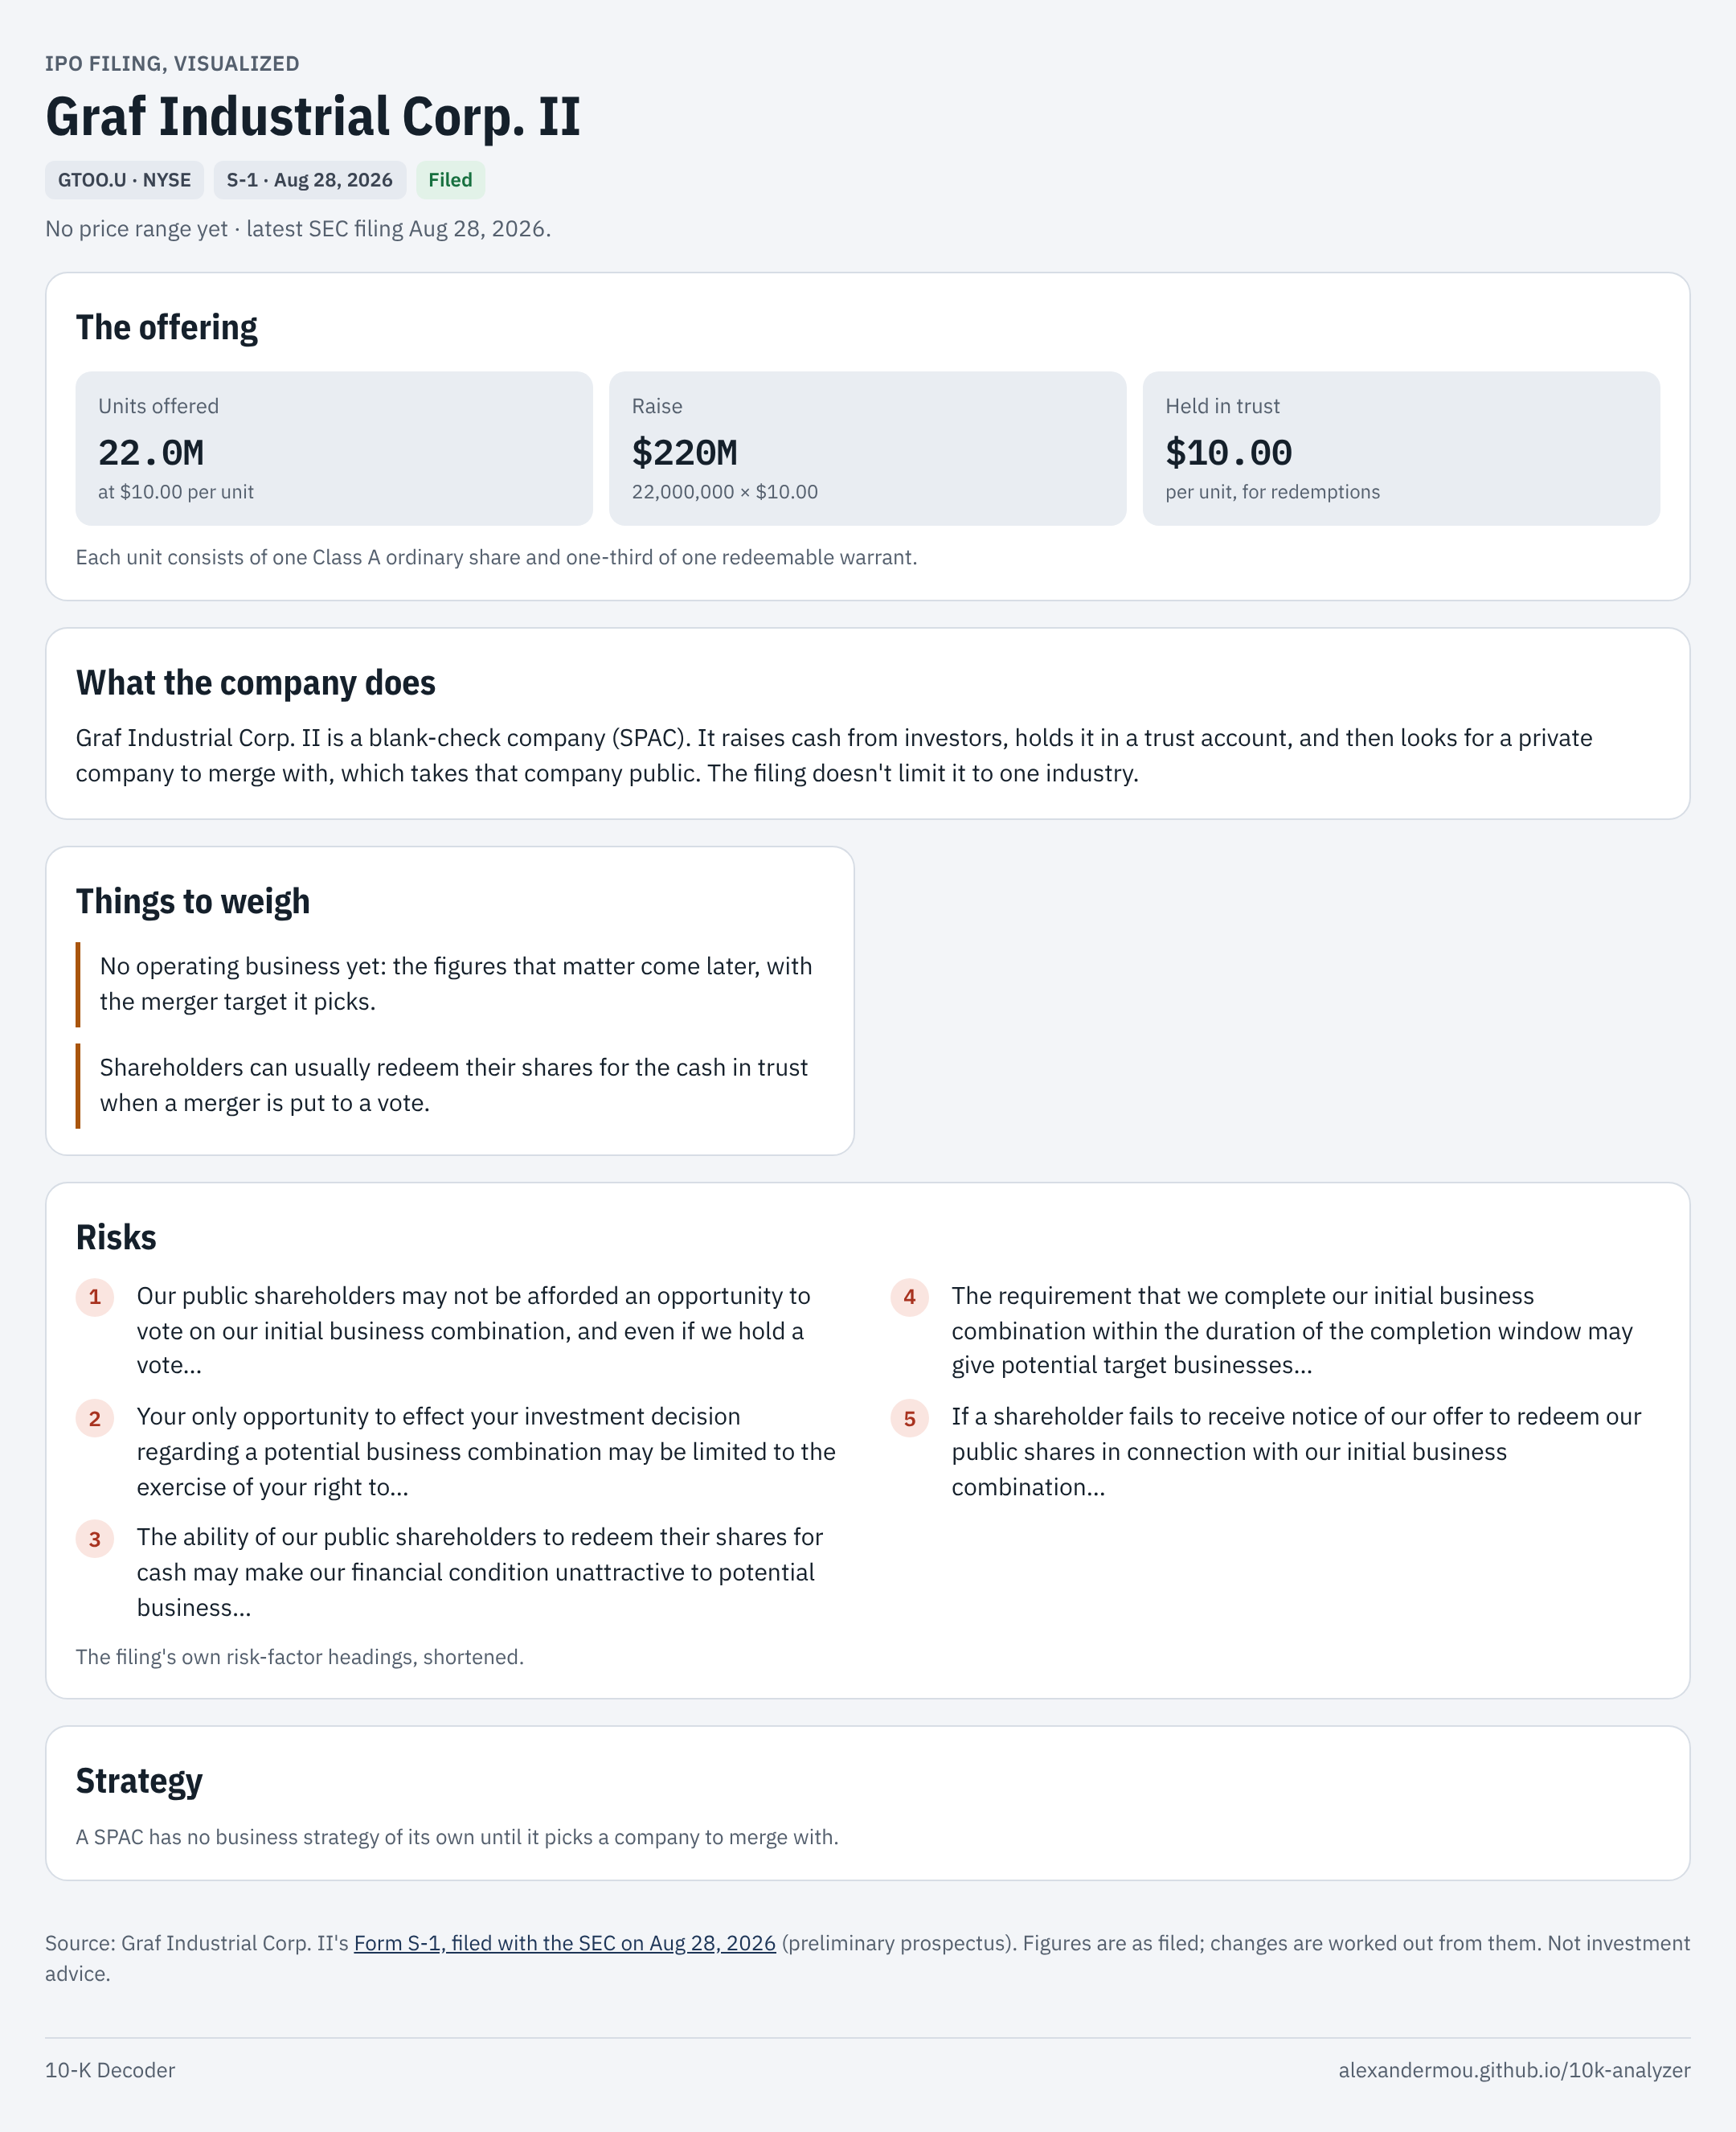 IPO FILING, VISUALIZED
Graf Industrial Corp. II
GTOO.U · NYSE
S-1 · Aug 28, 2026
Filed
No price range yet · latest SEC filing Aug 28, 2026.
The offering
Units offered
22.0M
at $10.00 per unit
Raise
$220M
22,000,000 × $10.00
Held in trust
$10.00
per unit, for redemptions
Each unit consists of one Class A ordinary share and one-third of one redeemable warrant.
What the company does
Graf Industrial Corp. II is a blank-check company (SPAC). It raises cash from investors, holds it in a trust account, and then looks for a private
company to merge with, which takes that company public. The filing doesn't limit it to one industry.
Things to weigh
No operating business yet: the figures that matter come later, with
the merger target it picks.
Shareholders can usually redeem their shares for the cash in trust
when a merger is put to a vote.
Risks
1
Our public shareholders may not be afforded an opportunity to
vote on our initial business combination, and even if we hold a
vote…
2
Your only opportunity to effect your investment decision
regarding a potential business combination may be limited to the
exercise of your right to…
3
The ability of our public shareholders to redeem their shares for
cash may make our financial condition unattractive to potential
business…
4
The requirement that we complete our initial business
combination within the duration of the completion window may
give potential target businesses…
5
If a shareholder fails to receive notice of our offer to redeem our
public shares in connection with our initial business
combination…
The filing's own risk-factor headings, shortened.
Strategy
A SPAC has no business strategy of its own until it picks a company to merge with.
Source: Graf Industrial Corp. II's Form S-1, filed with the SEC on Aug 28, 2026 (preliminary prospectus). Figures are as filed; changes are worked out from them. Not investment
advice.
10-K Decoder
alexandermou.github.io/10k-analyzer